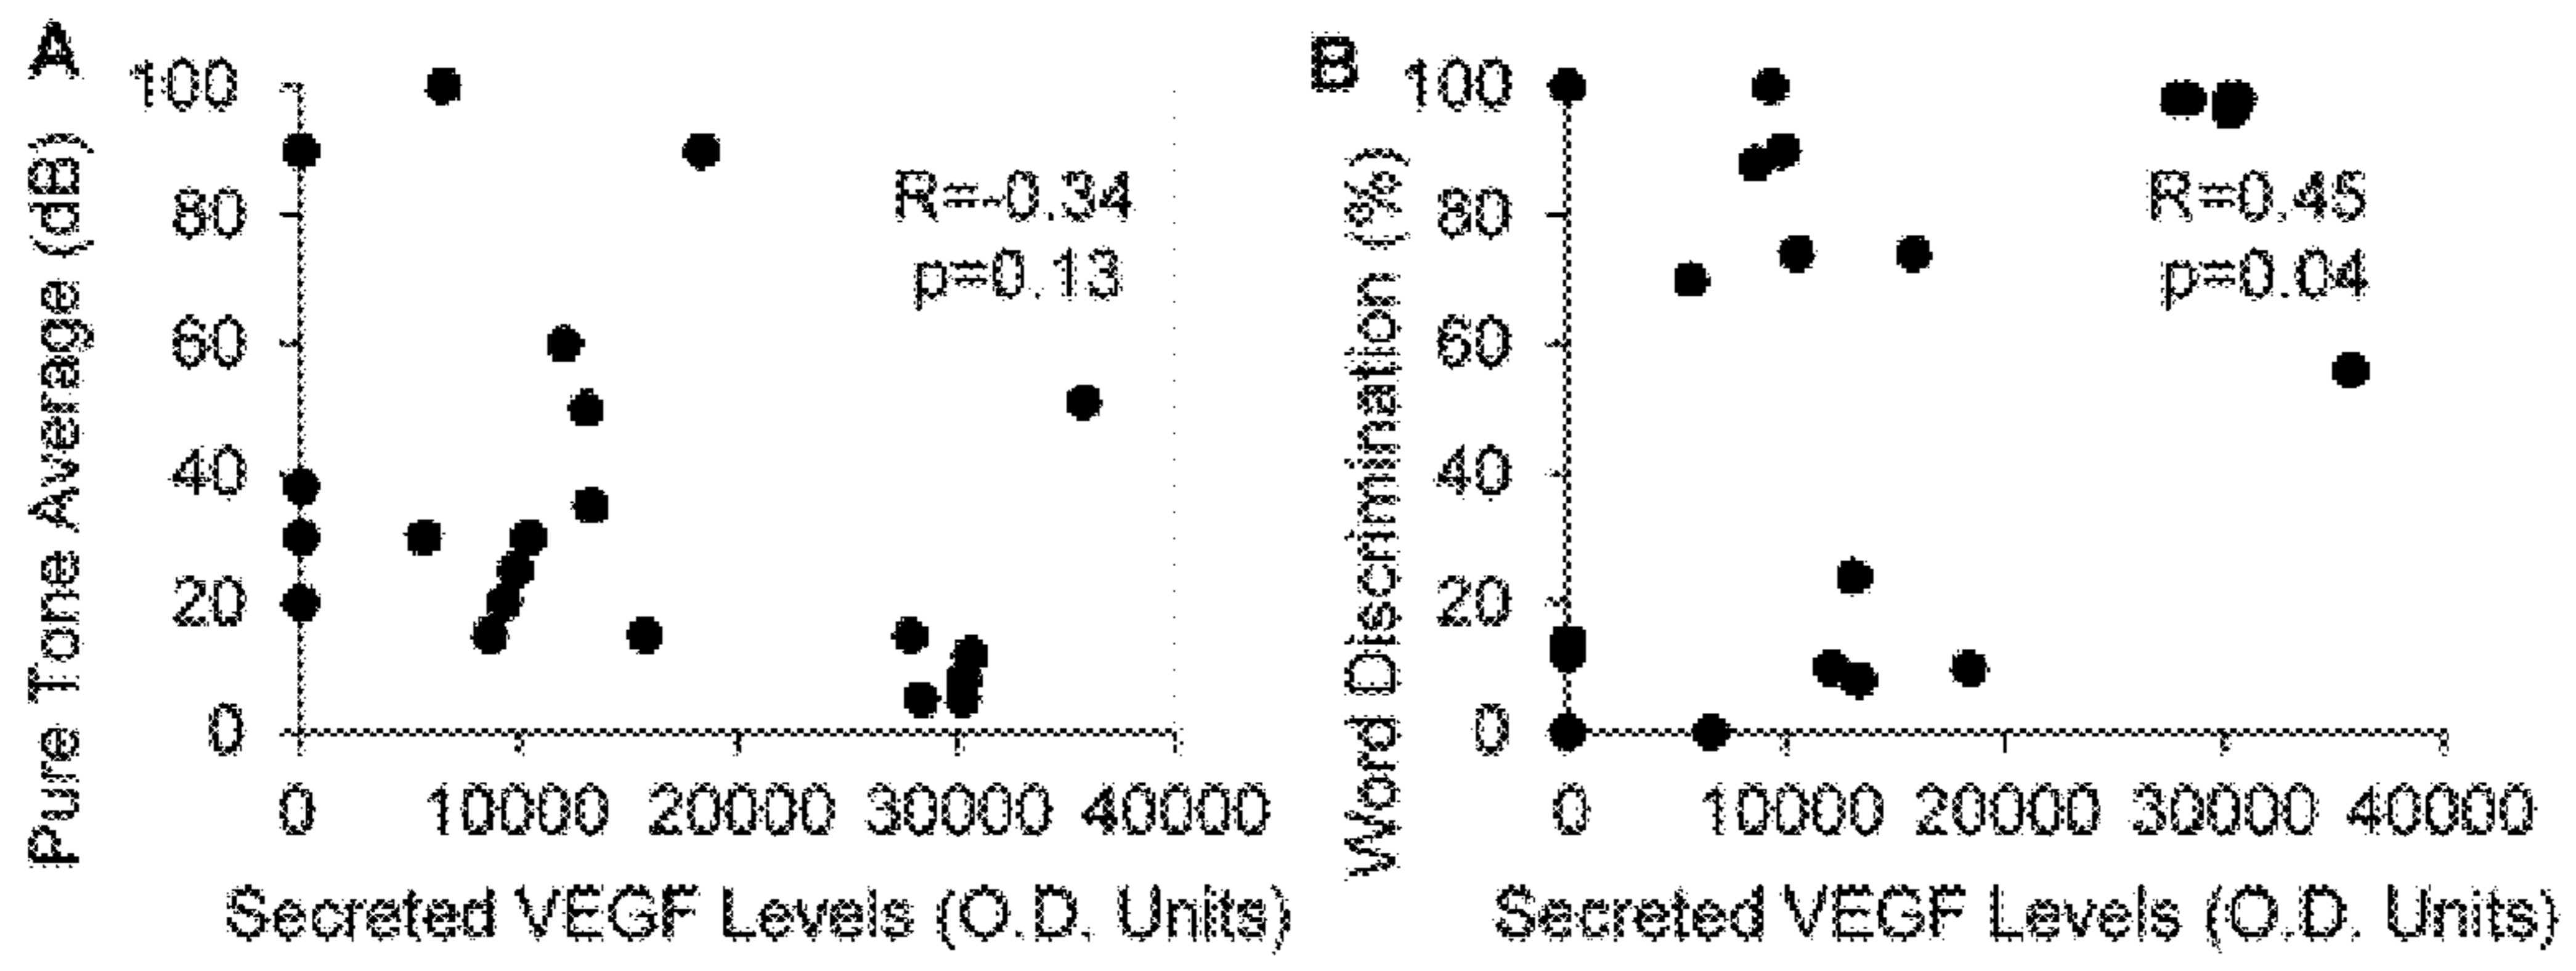 A
100
80
60
40
20
0
Pure Tone Average (dB)
R=-0.34
p=0.13
0 10000 20000 30000 40000
Secreted VEGF Levels (O.D. Units)
B
100
80
60
40
20
0
Word Discrimination (%)
R=0.45
p=0.04
0 10000 20000 30000 40000
Secreted VEGF Levels (O.D. Units)